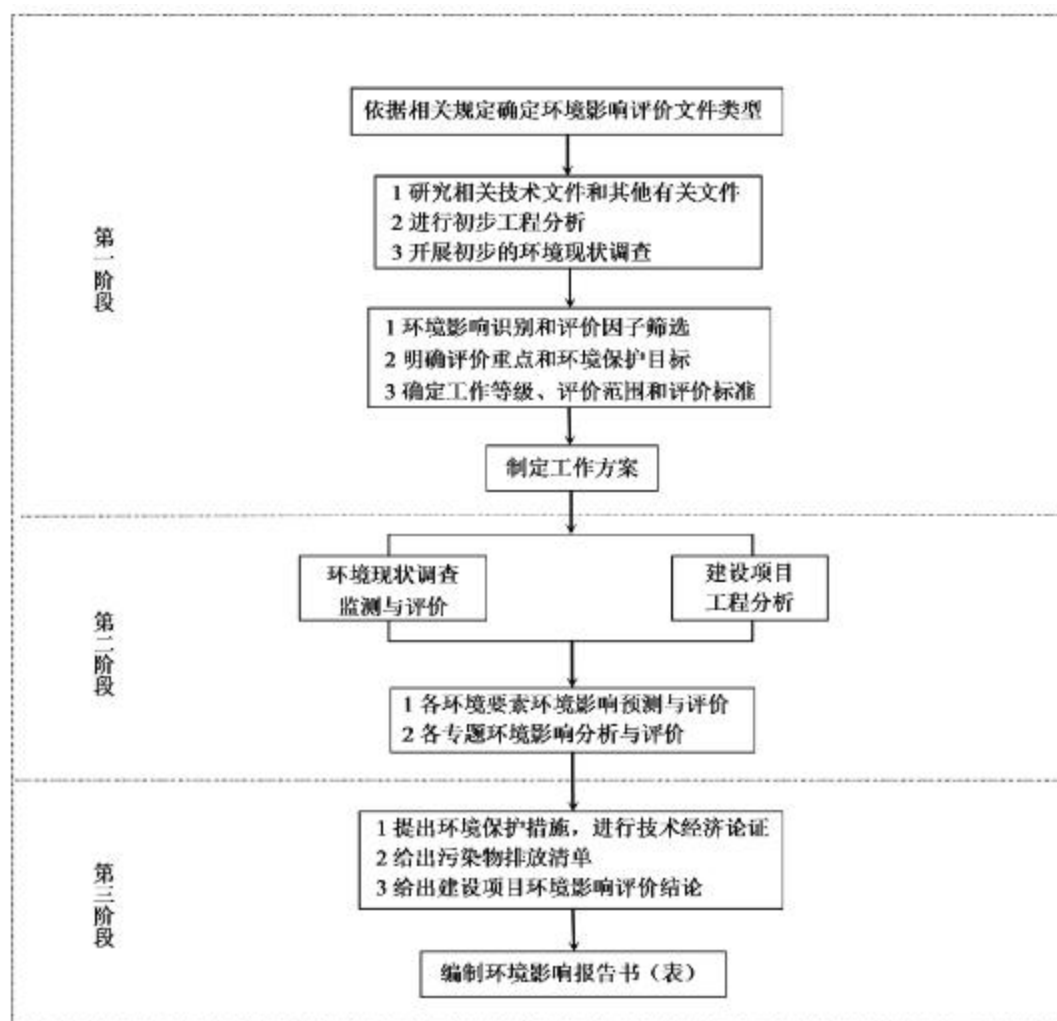 依据相关规定确定环境影响评价文件类型
第一阶段
1 研究相关技术文件和其他有关文件
2 进行初步工程分析
3 开展初步的环境现状调查
1 环境影响识别和评价因子筛选
2 明确评价重点和环境保护目标
3 确定工作等级、评价范围和评价标准
制定工作方案
第二阶段
环境现状调查
监测与评价
建设项目
工程分析
1 各环境要素环境影响预测与评价
2 各专题环境影响分析与评价
第三阶段
1 提出环境保护措施，进行技术经济论证
2 给出污染物排放清单
3 给出建设项目环境影响评价结论
编制环境影响报告书（表）